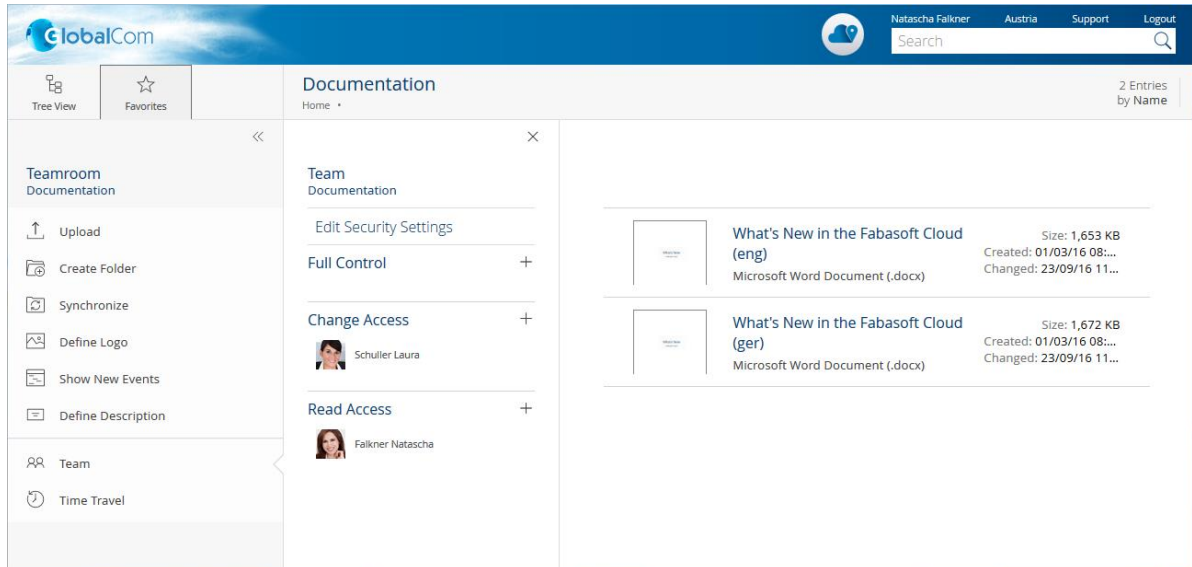 GlobalCom
Natascha Falkner Austria Support Logout
Search
Tree View
Favorites
Documentation
Home •
2 Entries
by Name
Teamroom
Documentation
Upload
Create Folder
Synchronize
Define Logo
Show New Events
Define Description
Team
Time Travel
Team
Documentation
Edit Security Settings
Full Control
Change Access
Schuller Laura
Read Access
Falkner Natascha
What's New in the Fabasoft Cloud
(eng)
Microsoft Word Document (.docx)
Size: 1,653 KB
Created: 01/03/16 08:...
Changed: 23/09/16 11...
What's New in the Fabasoft Cloud
(ger)
Microsoft Word Document (.docx)
Size: 1,672 KB
Created: 01/03/16 08:...
Changed: 23/09/16 11...